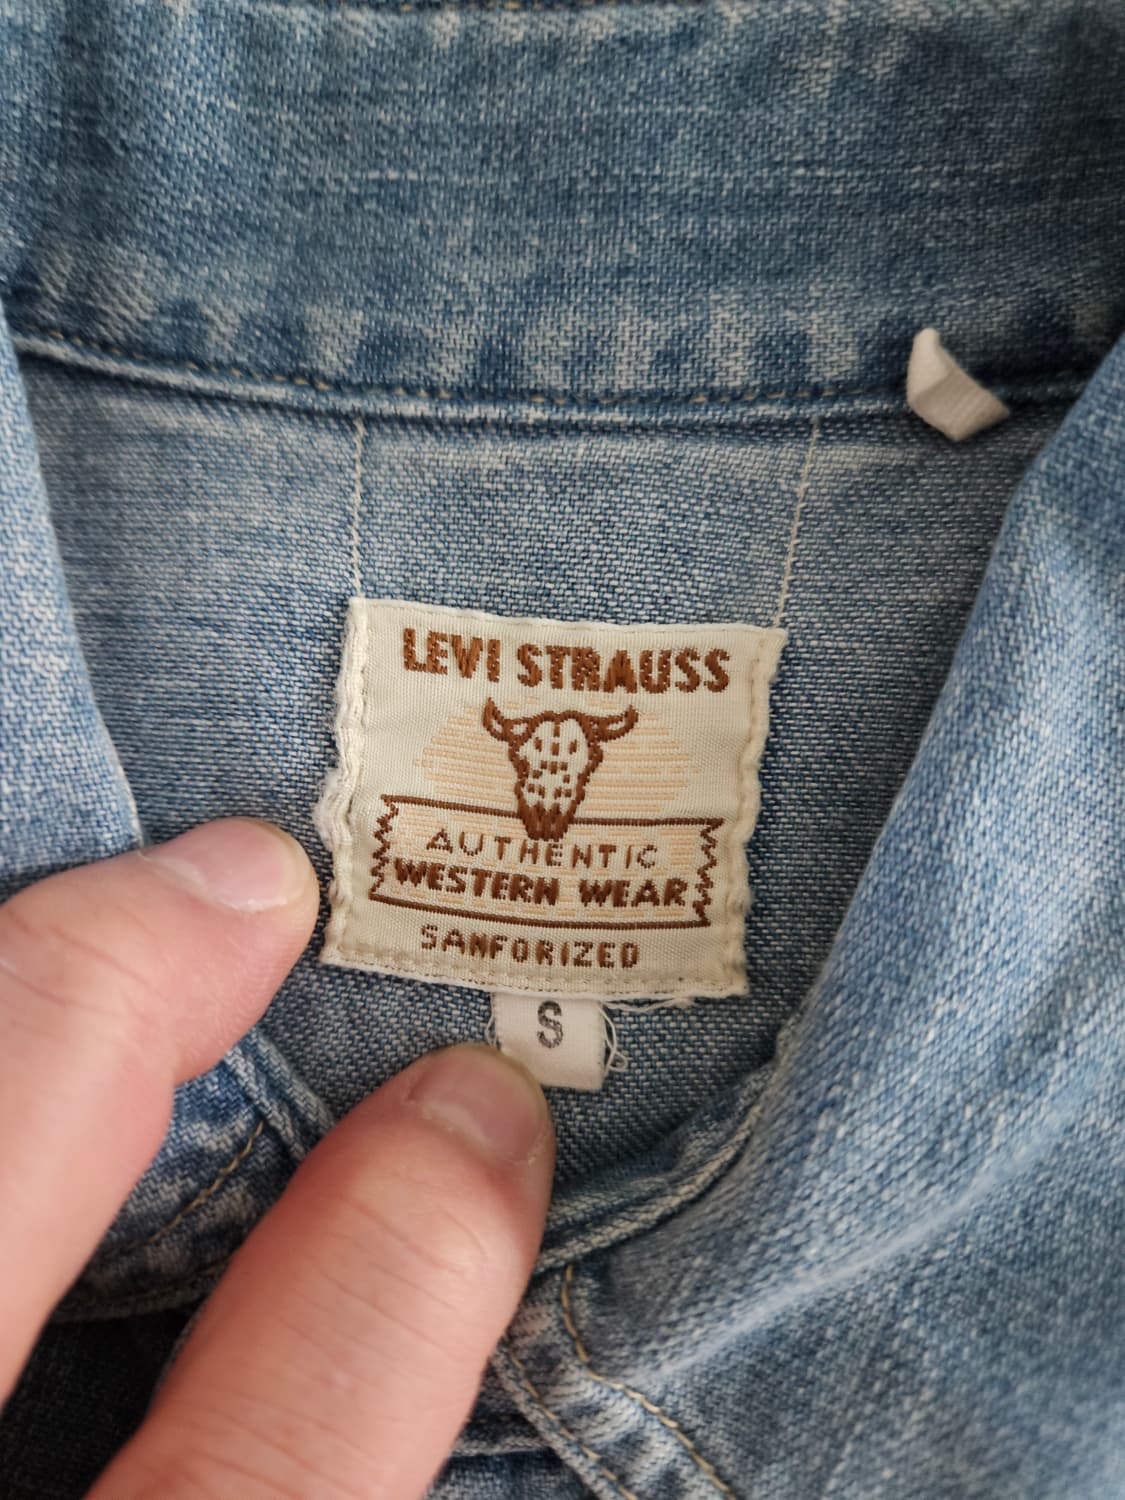 LEVI STRAUSS
AUTHENTIC
WESTERN WEAR
SANFORIZED
S